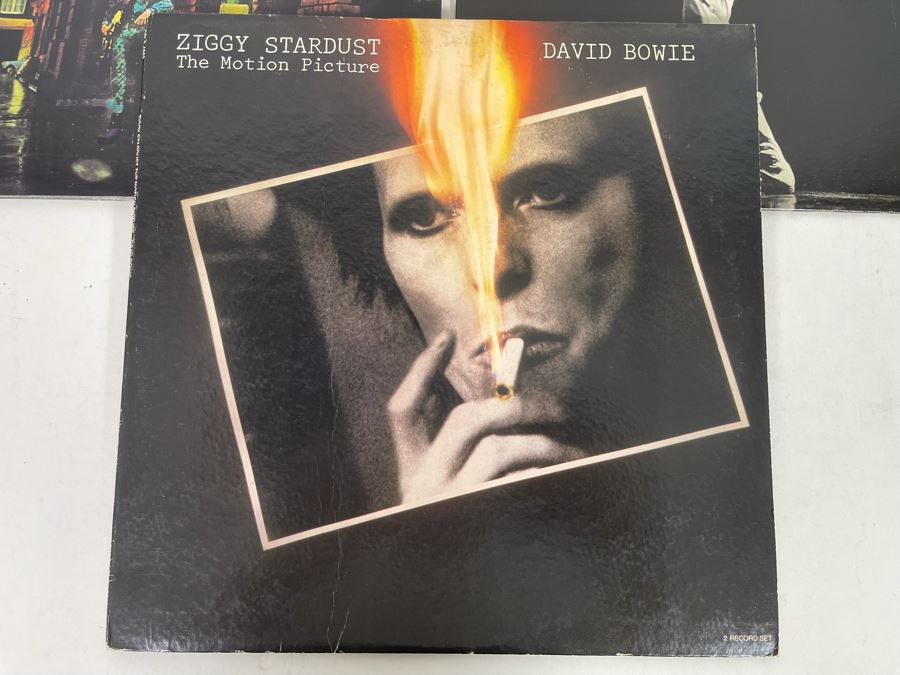 ZIGGY STARDUST
The Motion Picture
DAVID BOWIE
2 RECORD SET